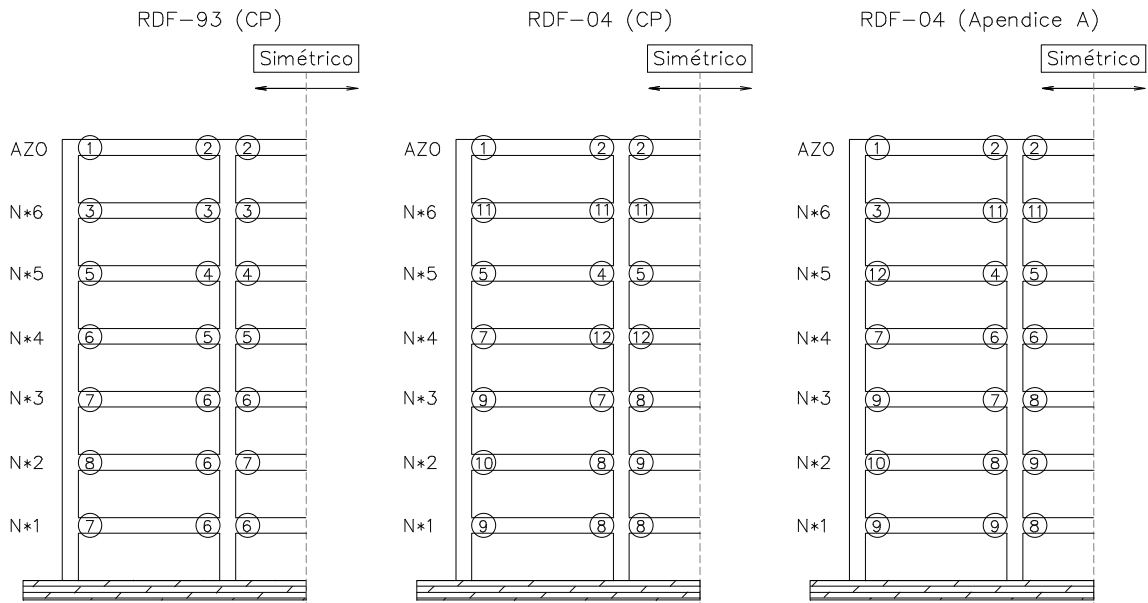 RDF-93 (CP) RDF-04 (CP) RDF-04 (Apendice A)
Simétrico Simétrico Simétrico
AZO 1 2 2 AZO 1 2 2 AZO 1 2 2
N*6 3 3 3 N*6 11 11 11 N*6 3 11 11
N*5 5 4 4 N*5 5 4 5 N*5 12 4 5
N*4 6 5 5 N*4 7 12 12 N*4 7 6 6
N*3 7 6 6 N*3 9 7 8 N*3 9 7 8
N*2 8 6 7 N*2 10 8 9 N*2 10 8 9
N*1 7 6 6 N*1 9 8 8 N*1 9 9 8